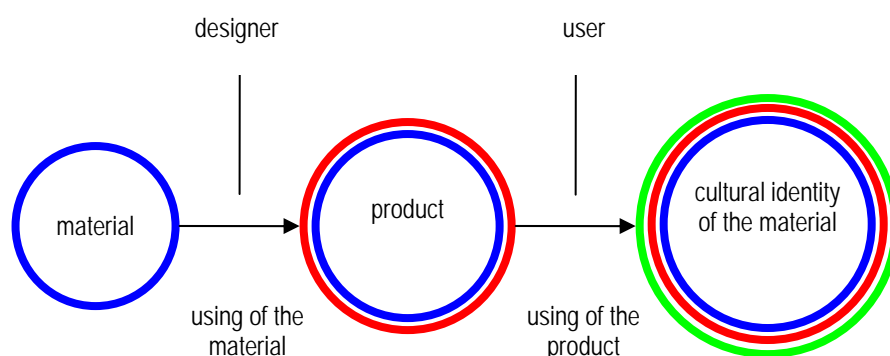 designer
user
material
product
cultural identity
of the material
using of the
material
using of the
product